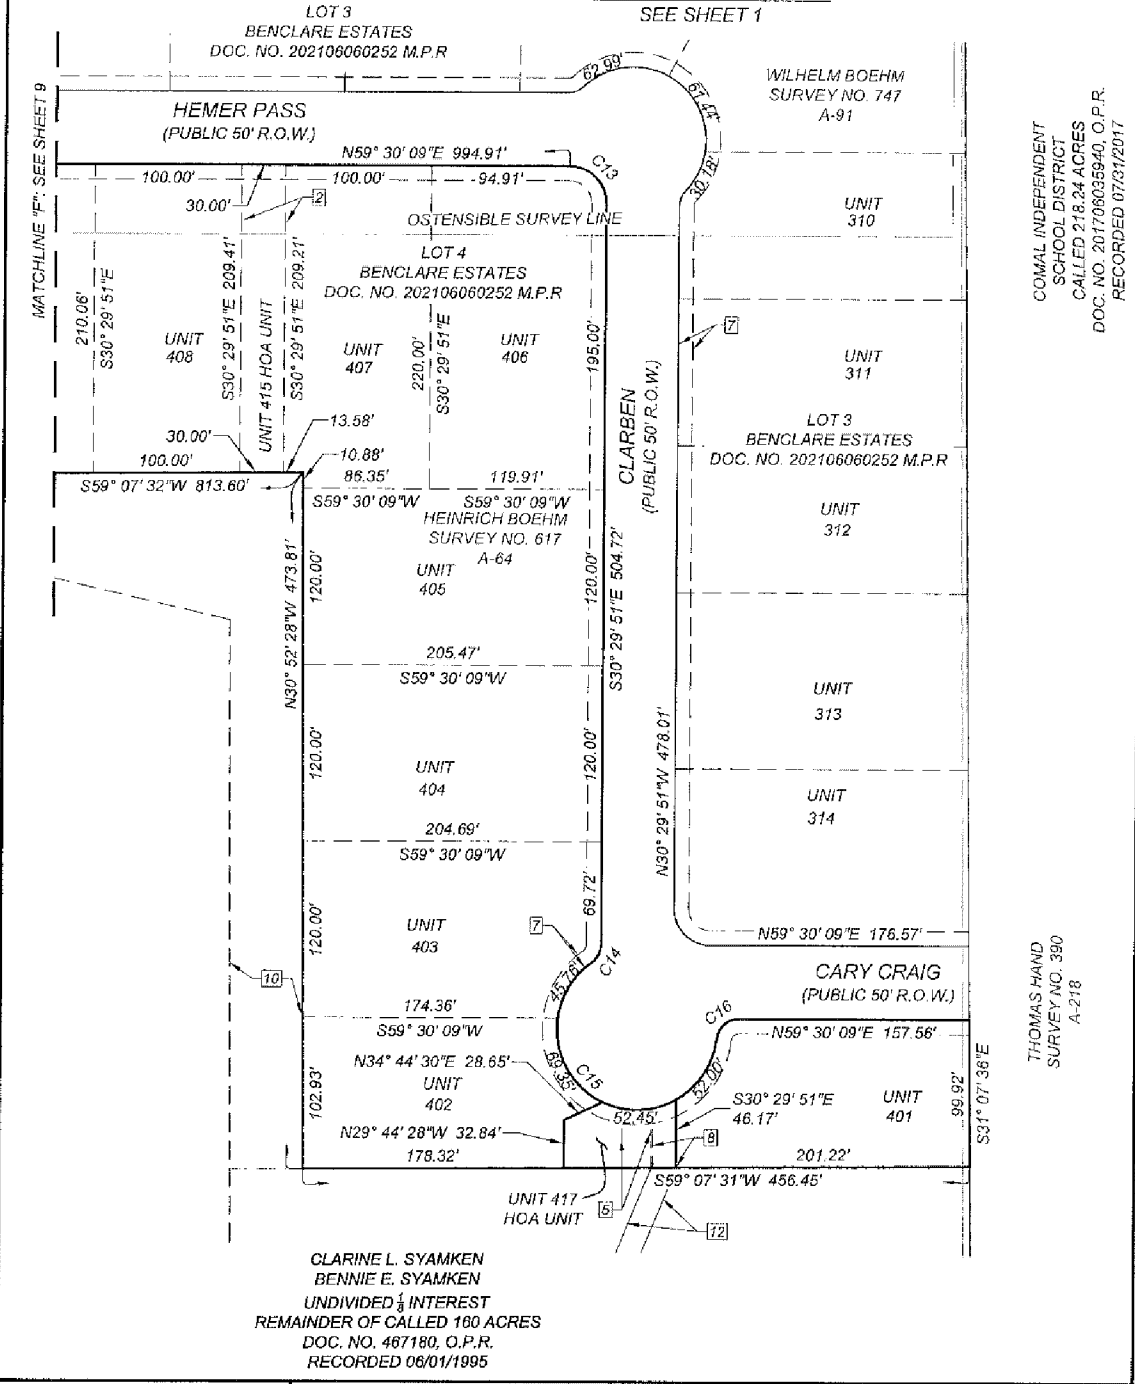 SEE SHEET 1
LOT 3
BENCLARE ESTATES
DOC. NO. 202106060252 M.P.R
62.99'
61.44'
30.18'
WILHELM BOEHM
SURVEY NO. 747
A-91
COMAL INDEPENDENT
SCHOOL DISTRICT
CALLED 218.24 ACRES
DOC. NO. 201706035940, O.P.R.
RECORDED 07/31/2017
MATCHLINE "F": SEE SHEET 9
HEMER PASS
(PUBLIC 50' R.O.W.)
N59° 30' 09"E 994.91'
C13
100.00'
100.00'
94.91'
30.00'
2
OSTENSIBLE SURVEY LINE
UNIT
310
LOT 4
BENCLARE ESTATES
DOC. NO. 202106060252 M.P.R
210.06'
S30° 29' 51"E
UNIT
408
S30° 29' 51"E 209.41'
UNIT 415 HOA UNIT
S30° 29' 51"E 209.21'
UNIT
407
220.00'
S30° 29' 51"E
UNIT
406
195.00'
7
UNIT
311
CLARBEN
(PUBLIC 50' R.O.W.)
LOT 3
BENCLARE ESTATES
DOC. NO. 202106060252 M.P.R
13.58'
30.00'
100.00'
10.88'
86.35'
119.91'
S59° 07' 32"W 813.60'
S59° 30' 09"W
S59° 30' 09"W
HEINRICH BOEHM
SURVEY NO. 617
A-64
UNIT
312
UNIT
405
N30° 52' 28"W 473.81'
120.00'
120.00'
S30° 29' 51"E 504.72'
205.47'
S59° 30' 09"W
UNIT
313
120.00'
UNIT
404
120.00'
N30° 29' 51"W 478.01'
UNIT
314
204.69'
S59° 30' 09"W
120.00'
UNIT
403
69.72'
7
C14
45.76'
N59° 30' 09"E 176.57'
CARY CRAIG
(PUBLIC 50' R.O.W.)
THOMAS HAND
SURVEY NO. 390
A-218
10
174.36'
S59° 30' 09"W
C16
N59° 30' 09"E 157.56'
N34° 44' 30"E 28.65'
69.35'
C15
UNIT
402
102.93'
52.00'
S30° 29' 51"E
46.17'
UNIT
401
99.92'
S31° 07' 36"E
52.45'
N29° 44' 28"W 32.84'
8
178.32'
201.22'
S59° 07' 31"W 456.45'
UNIT 417
HOA UNIT
5
12
CLARINE L. SYAMKEN
BENNIE E. SYAMKEN
UNDIVIDED INTEREST
REMAINDER OF CALLED 160 ACRES
DOC. NO. 467180, O.P.R.
RECORDED 06/01/1995